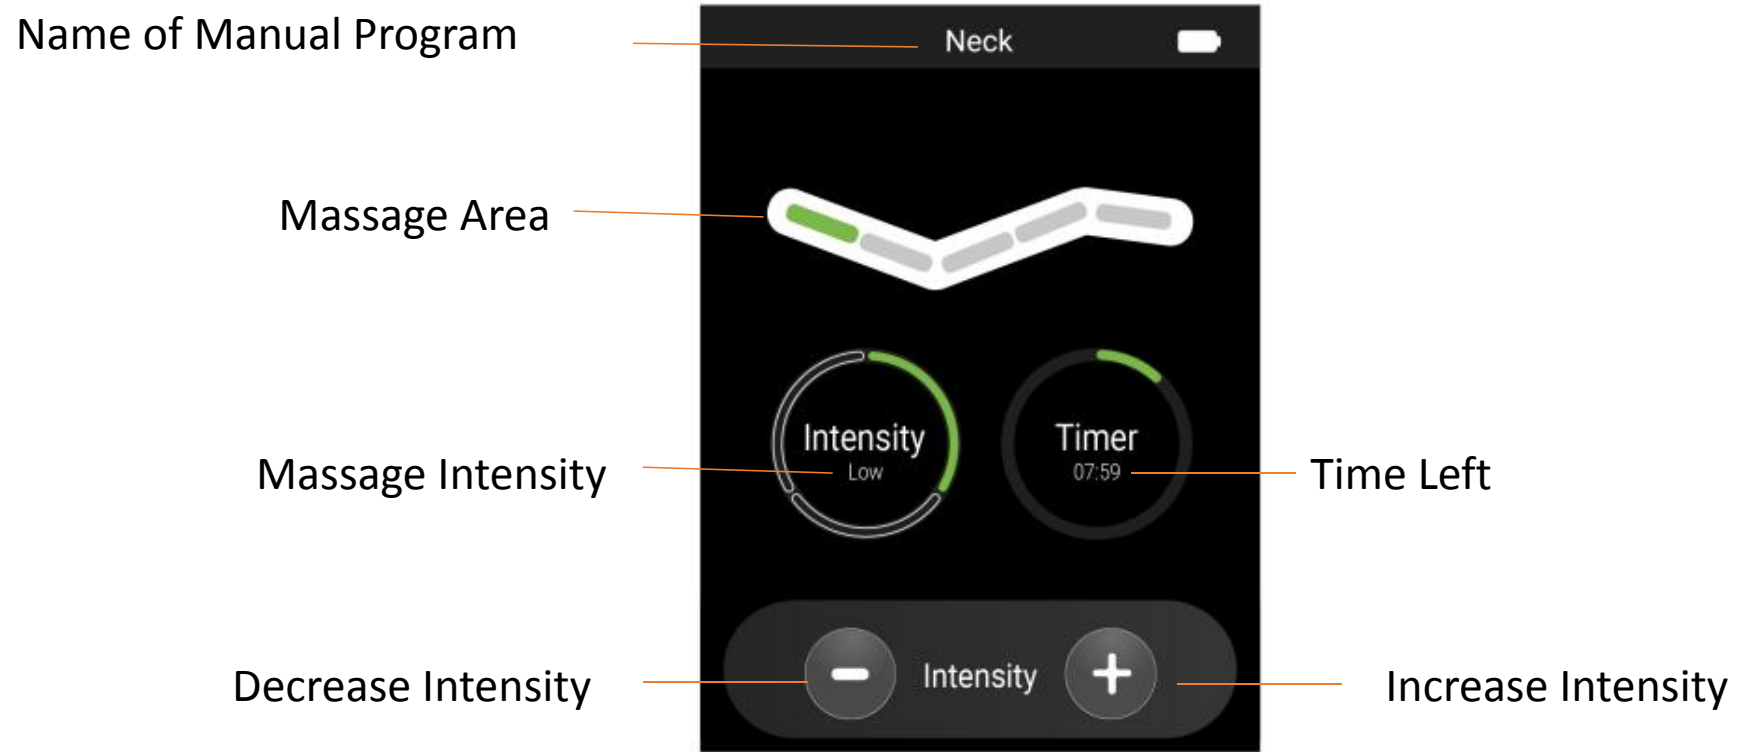 Name of Manual Program
Neck
Massage Area
Intensity
Low
Timer
07:59
Massage Intensity
Time Left
Decrease Intensity
Intensity
Increase Intensity